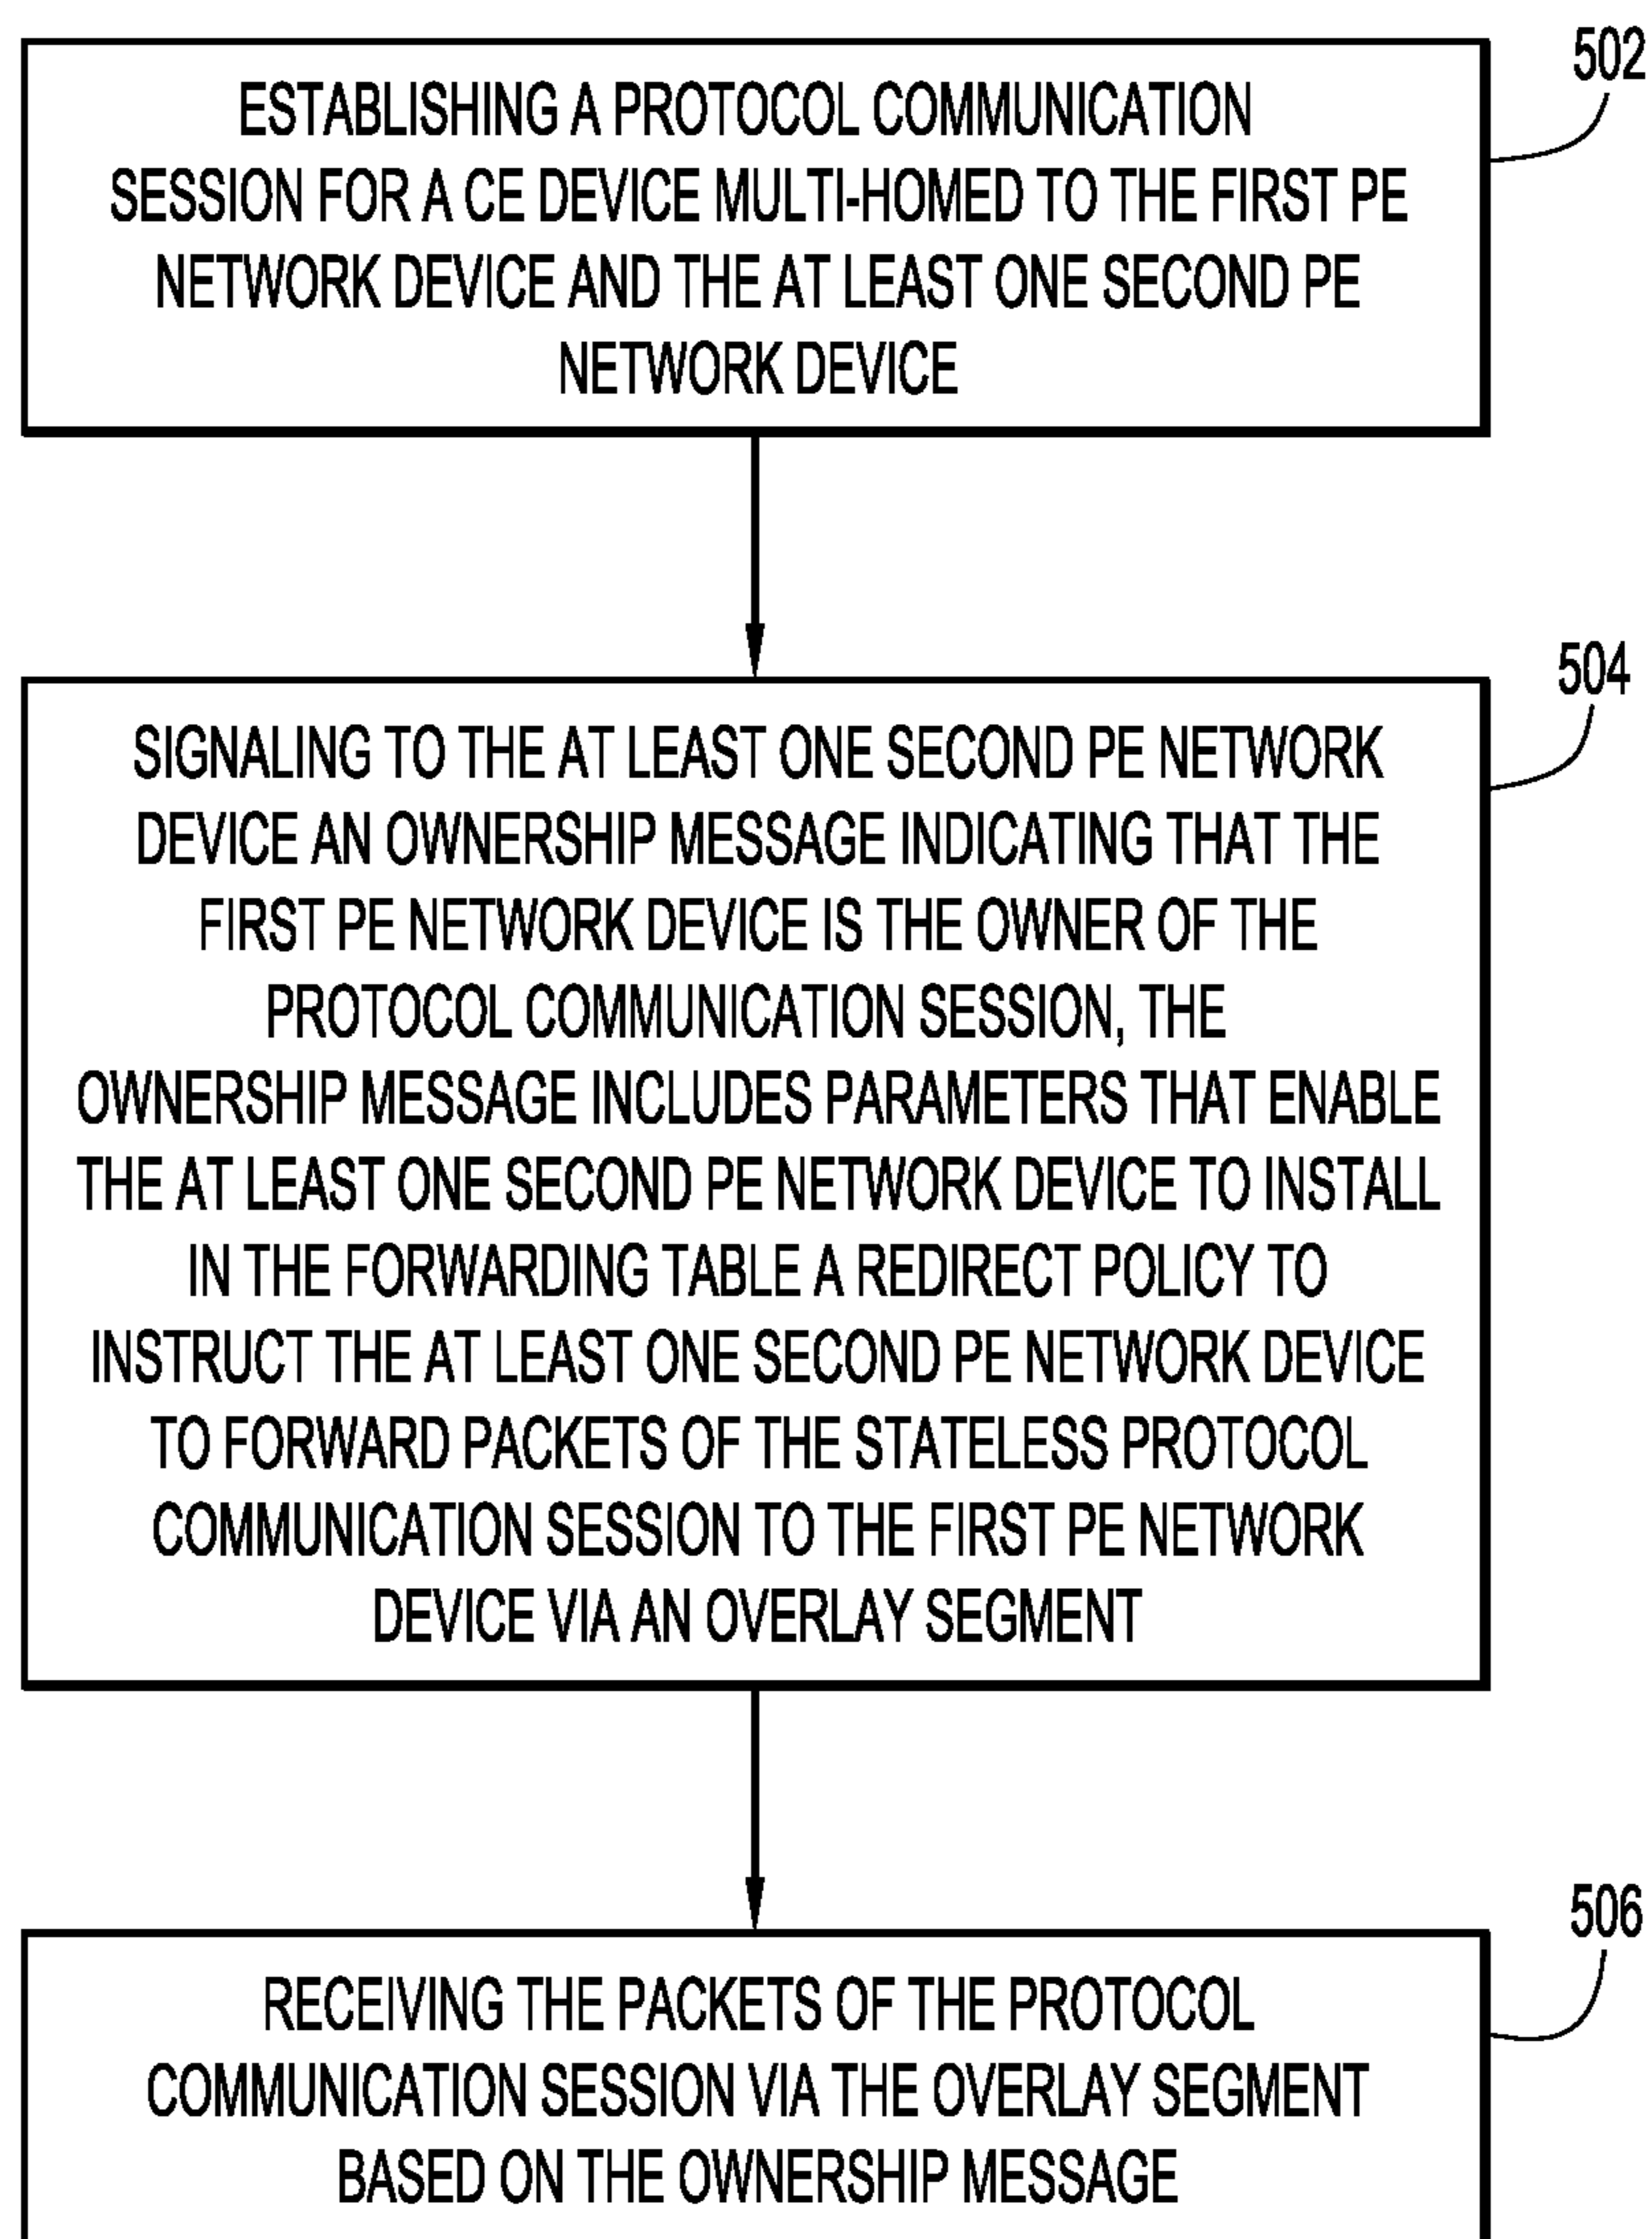 502
ESTABLISHING A PROTOCOL COMMUNICATION
SESSION FOR A CE DEVICE MULTI-HOMED TO THE FIRST PE
NETWORK DEVICE AND THE AT LEAST ONE SECOND PE
NETWORK DEVICE
504
SIGNALING TO THE AT LEAST ONE SECOND PE NETWORK
DEVICE AN OWNERSHIP MESSAGE INDICATING THAT THE
FIRST PE NETWORK DEVICE IS THE OWNER OF THE
PROTOCOL COMMUNICATION SESSION, THE
OWNERSHIP MESSAGE INCLUDES PARAMETERS THAT ENABLE
THE AT LEAST ONE SECOND PE NETWORK DEVICE TO INSTALL
IN THE FORWARDING TABLE A REDIRECT POLICY TO
INSTRUCT THE AT LEAST ONE SECOND PE NETWORK DEVICE
TO FORWARD PACKETS OF THE STATELESS PROTOCOL
COMMUNICATION SESSION TO THE FIRST PE NETWORK
DEVICE VIA AN OVERLAY SEGMENT
506
RECEIVING THE PACKETS OF THE PROTOCOL
COMMUNICATION SESSION VIA THE OVERLAY SEGMENT
BASED ON THE OWNERSHIP MESSAGE